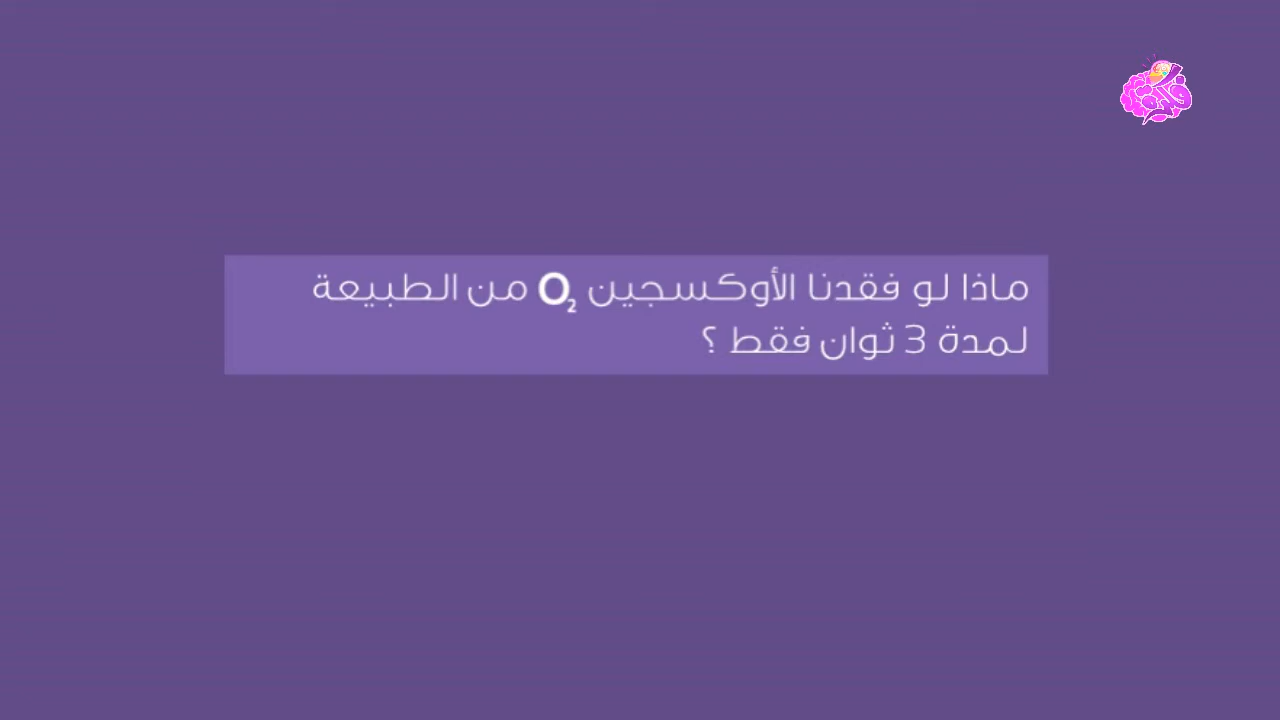 ماذا لو فقدنا الأوكسجين O₂ من الطبيعة
لمدة 3 ثوان فقط ؟